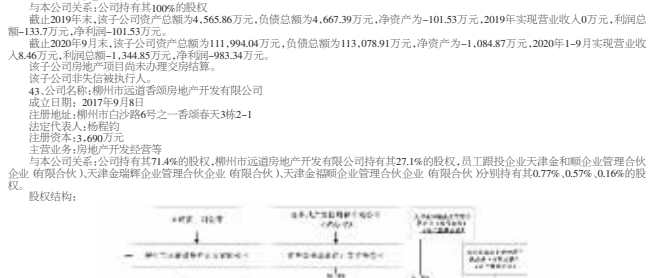 与本公司关系:公司持有其100%的股权
截止2019年末,该子公司资产总额为4,565.86万元,负债总额为4,667.39万元,净资产为-101.53万元,2019年实现营业收入0万元,利润总
额-133.7万元,净利润-101.53万元。
截止2020年9月末,该子公司资产总额为111,994.04万元,负债总额为113,078.91万元,净资产为-1,084.87万元,2020年1-9月实现营业收
入8.46万元,利润总额-1,344.85万元,净利润-983.34万元。
该子公司房地产项目尚未办理交房结算。
该子公司非失信被执行人。
43、公司名称:柳州市远道香颂房地产开发有限公司
成立日期: 2017年9月8日
注册地址:柳州市白沙路6号之一香颂春天3栋2-1
法定代表人:杨程钧
注册资本:3,690万元
主营业务:房地产开发经营等
与本公司关系:公司持有其71.4%的股权,柳州市远道房地产开发有限公司持有其27.1%的股权,员工跟投企业天津金和顺企业管理合伙
企业(有限合伙)、天津金瑞辉企业管理合伙企业(有限合伙)、天津金福顺企业管理合伙企业(有限合伙)分别持有其0.77%、0.57%、0.16%的股
权。
股权结构: